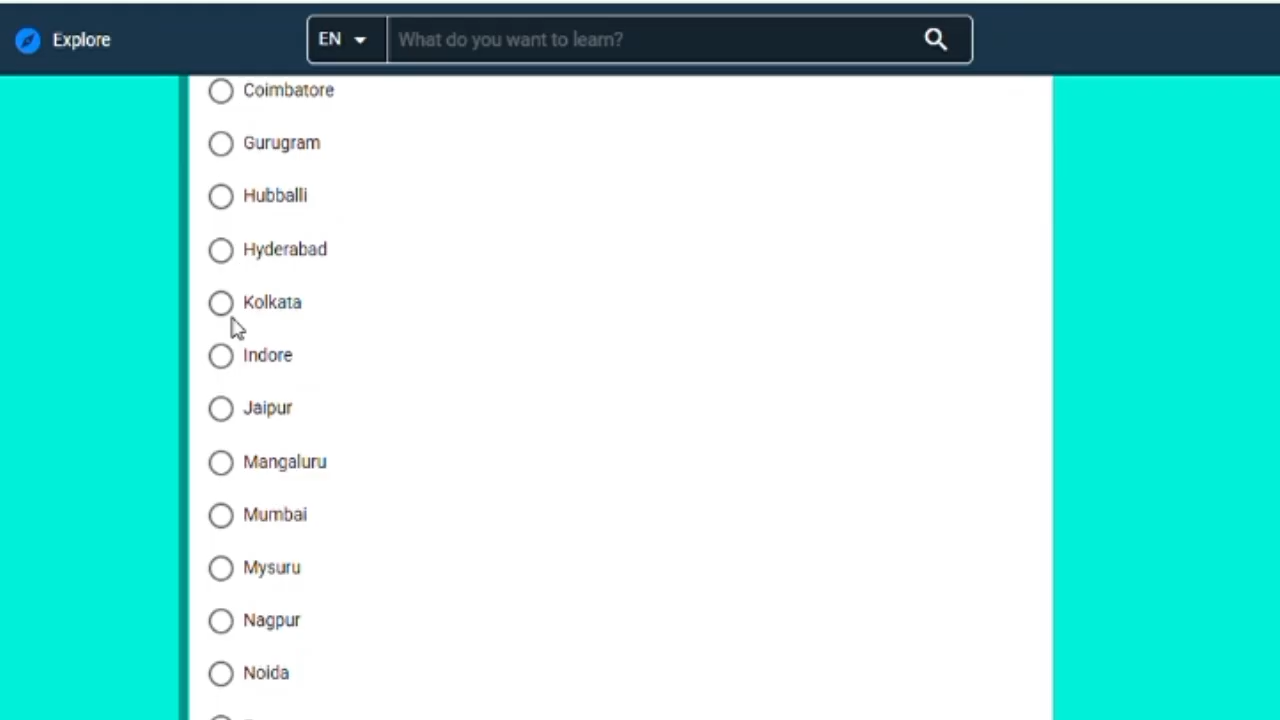 Explore
EN
What do you want to learn?
Coimbatore
Gurugram
Hubballi
Hyderabad
Kolkata
Indore
Jaipur
Mangaluru
Mumbai
Mysuru
Nagpur
Noida